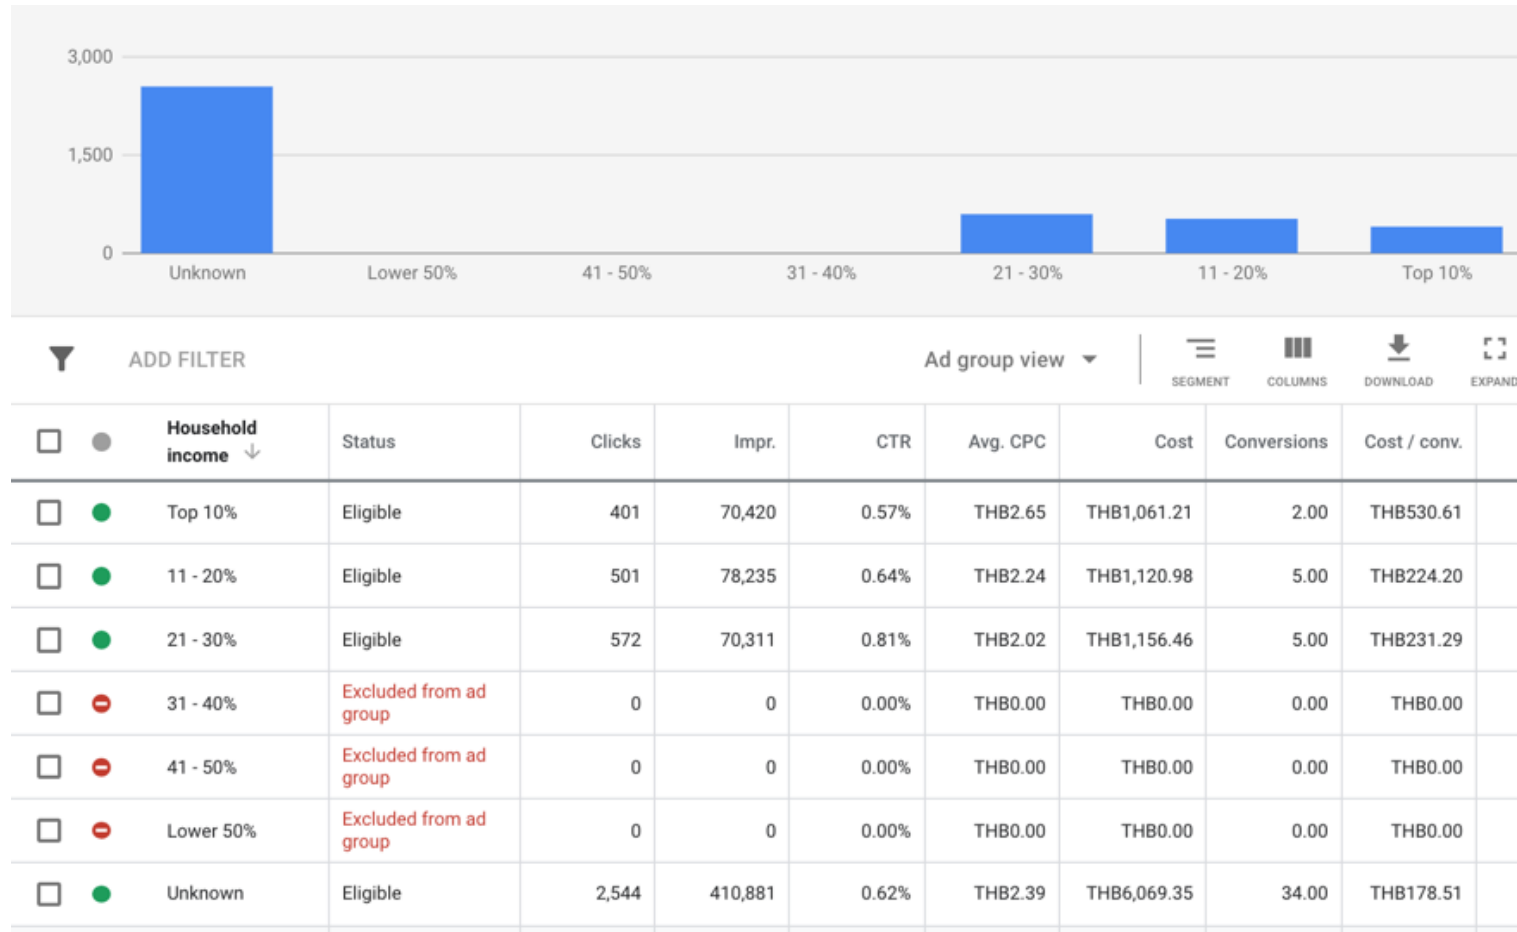 3,000
1,500
0
Unknown Lower 50% 41 - 50% 31 - 40% 21 - 30% 11 - 20% Top 10%
ADD FILTER Ad group view SEGMENT COLUMNS DOWNLOAD EXPAND
Household income Status Clicks Impr. CTR Avg. CPC Cost Conversions Cost / conv.
Top 10% Eligible 401 70,420 0.57% THB2.65 THB1,061.21 2.00 THB530.61
11 - 20% Eligible 501 78,235 0.64% THB2.24 THB1,120.98 5.00 THB224.20
21 - 30% Eligible 572 70,311 0.81% THB2.02 THB1,156.46 5.00 THB231.29
31 - 40% Excluded from ad group 0 0 0.00% THB0.00 THB0.00 0.00 THB0.00
41 - 50% Excluded from ad group 0 0 0.00% THB0.00 THB0.00 0.00 THB0.00
Lower 50% Excluded from ad group 0 0 0.00% THB0.00 THB0.00 0.00 THB0.00
Unknown Eligible 2,544 410,881 0.62% THB2.39 THB6,069.35 34.00 THB178.51